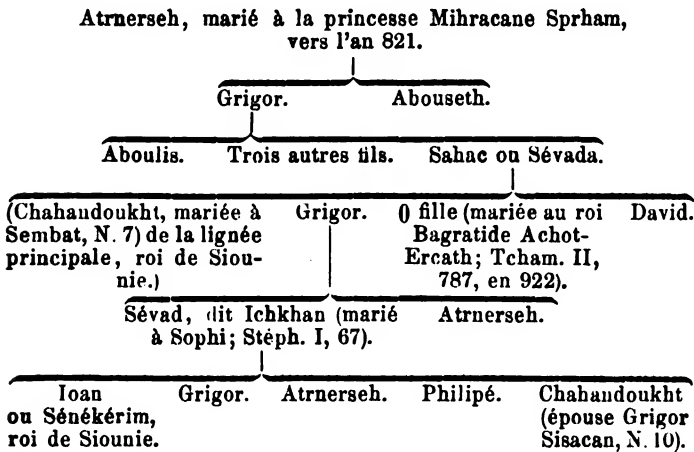 Atrnerseh, marié à la princesse Mihracane Sprham,
vers l'an 821.
Grigor. Abouseth.
Aboulis. Trois autres fils. Sahac ou Sévada.
(Chahandoukht, mariée à Grigor. () fille (mariée au roi David.
Sembat, N. 7) de la lignée Bagratide Achot-
principale, roi de Siou- Ercath; Tcham. II,
nie.) 787, en 922).
Sévad, dit Ichkhan (marié Atrnerseh.
à Sophi; Stéph. I, 67).
Ioan Grigor. Atrnerseh. Philipé. Chahandoukht
ou Sénékérim, (épouse Grigor
roi de Siounie. Sisacan, N. 10).